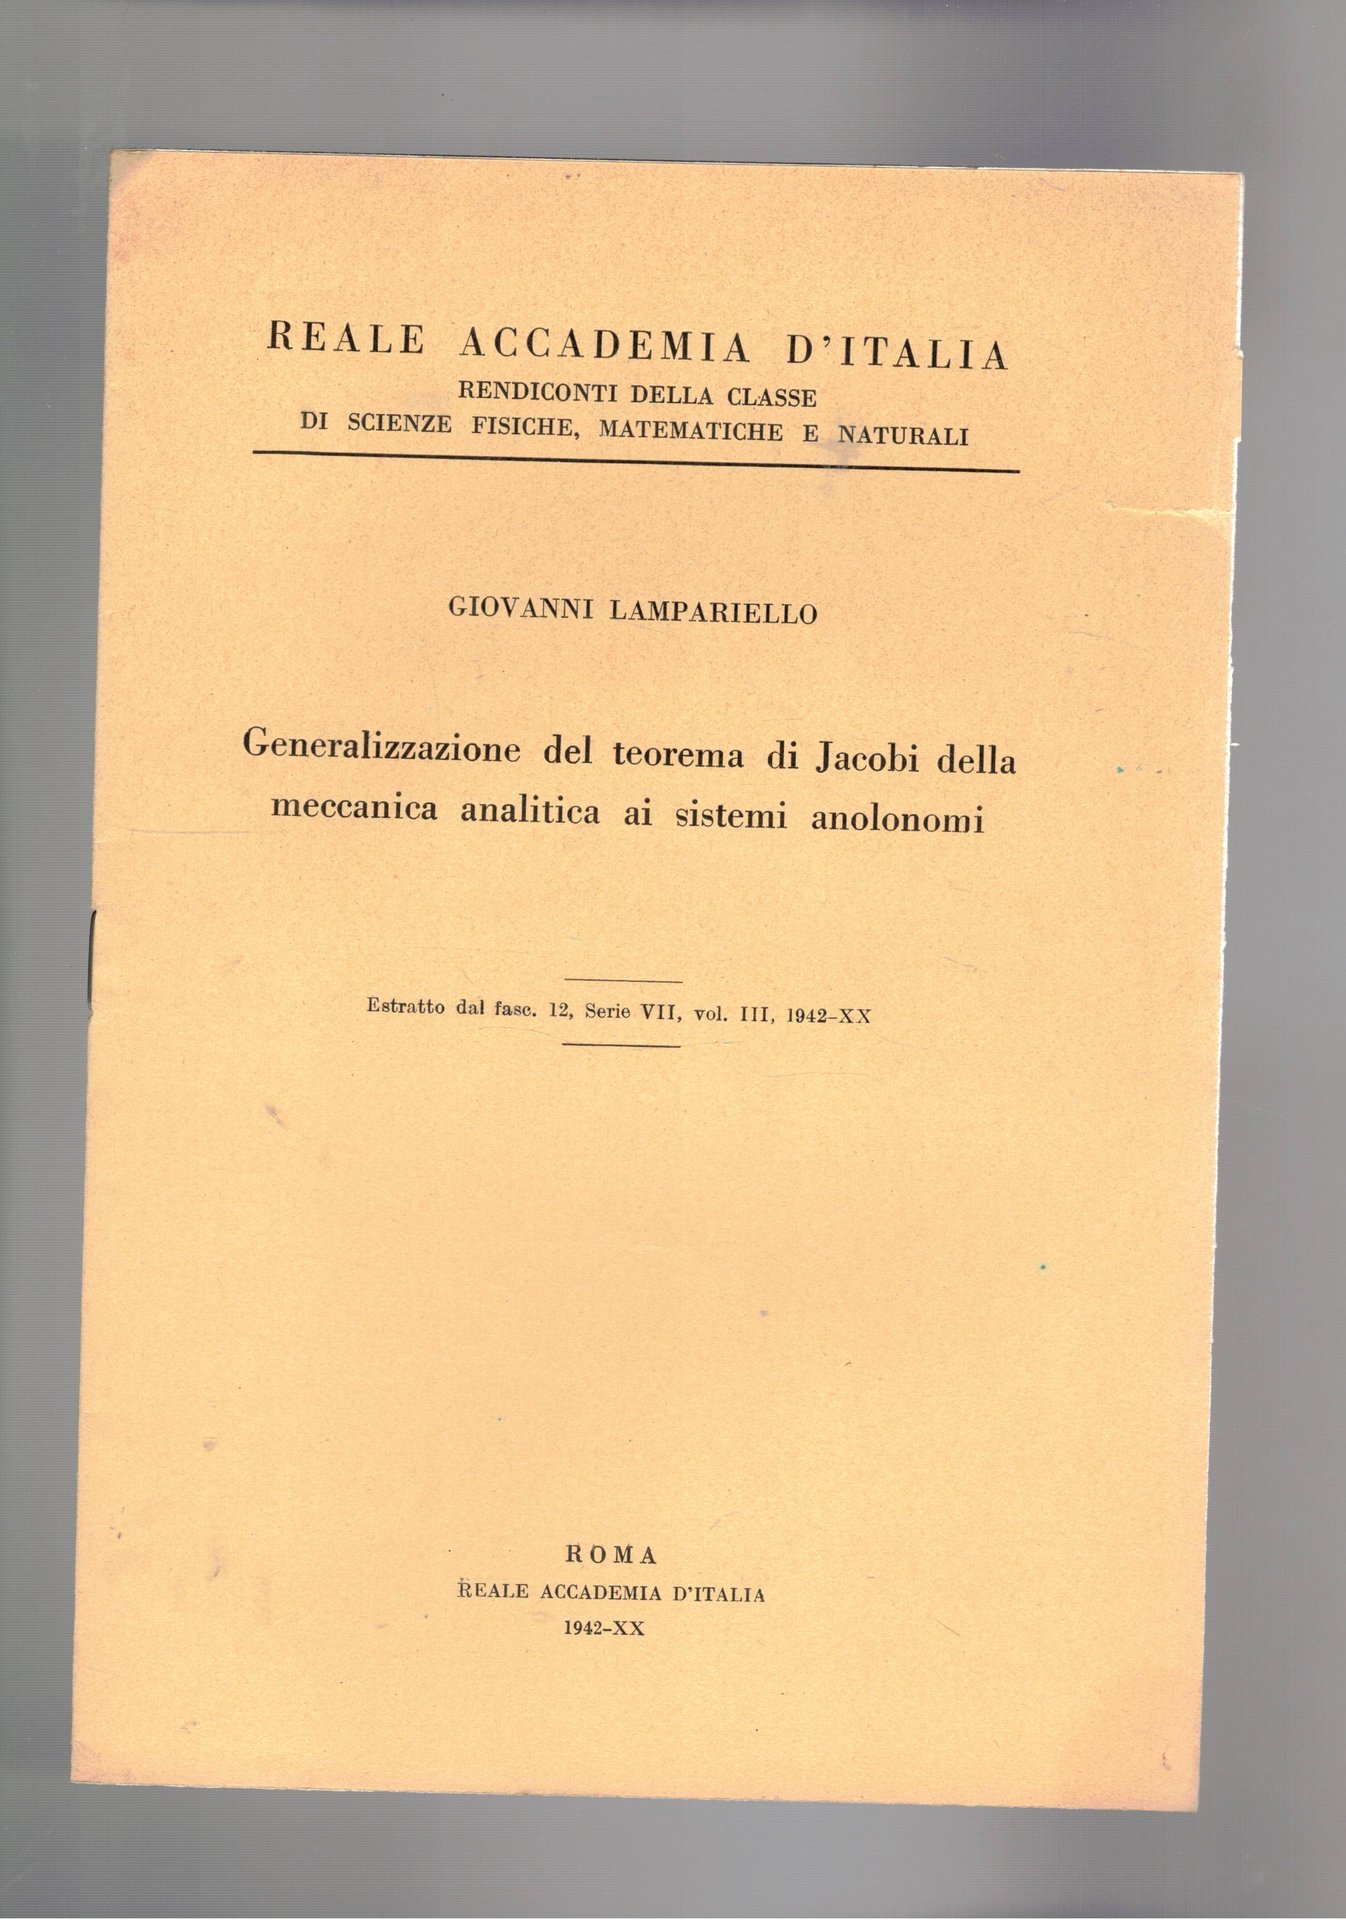 REALE ACCADEMIA D'ITALIA
RENDICONTI DELLA CLASSE
DI SCIENZE FISICHE, MATEMATICHE E NATURALI
GIOVANNI LAMPARIELLO
Generalizzazione del teorema di Jacobi della
meccanica analitica ai sistemi anolonomi
Estratto dal fasc. 12, Serie VII, vol. III, 1942–XX
ROMA
REALE ACCADEMIA D'ITALIA
1942–XX